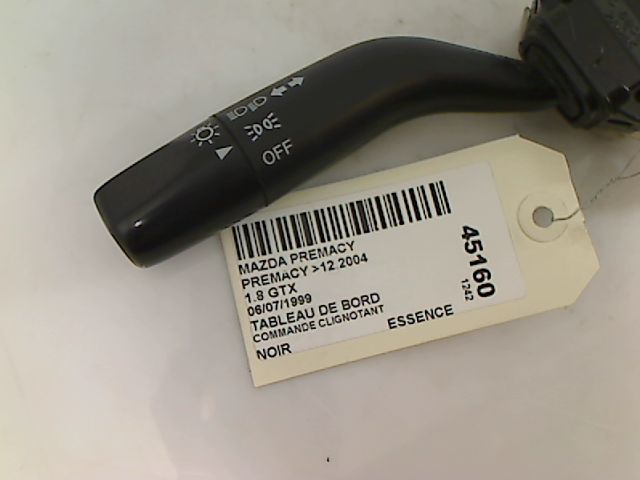 OFF
MAZDA PREMACY
PREMACY >12.2004
1.8 GTX
06/07/1999
TABLEAU DE BORD
COMMANDE CLIGNOTANT
ESSENCE
NOIR
45160
1242